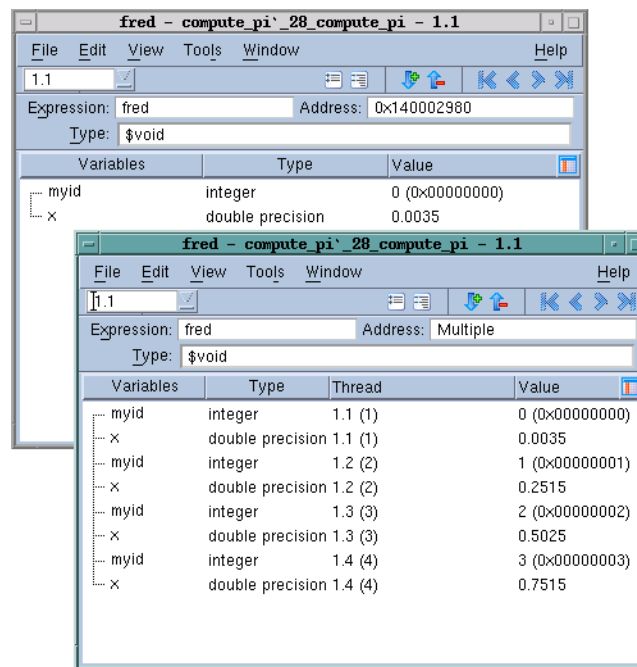 fred - compute_pi`_28_compute_pi - 1.1
File Edit View Tools Window Help
1.1
Expression: fred Address: 0x140002980
Type: $void
Variables Type Value
myid integer 0 (0x00000000)
x double precision 0.0035
fred - compute_pi`_28_compute_pi - 1.1
File Edit View Tools Window Help
1.1
Expression: fred Address: Multiple
Type: $void
Variables Type Thread Value
myid integer 1.1 (1) 0 (0x00000000)
x double precision 1.1 (1) 0.0035
myid integer 1.2 (2) 1 (0x00000001)
x double precision 1.2 (2) 0.2515
myid integer 1.3 (3) 2 (0x00000002)
x double precision 1.3 (3) 0.5025
myid integer 1.4 (4) 3 (0x00000003)
x double precision 1.4 (4) 0.7515